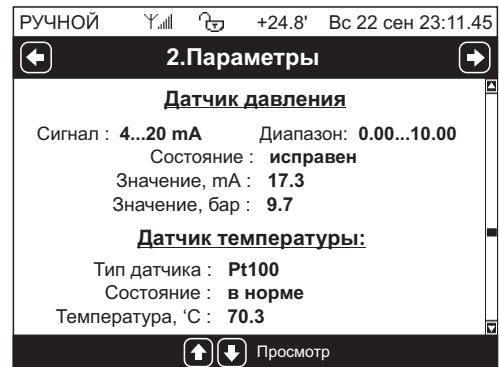 РУЧНОЙ +24.8' Вс 22 сен 23:11.45
2.Параметры
Датчик давления
Сигнал : 4...20 mA Диапазон: 0.00...10.00
Состояние : исправен
Значение, mA : 17.3
Значение, бар : 9.7
Датчик температуры:
Тип датчика : Pt100
Состояние : в норме
Температура, ‘С : 70.3
Просмотр